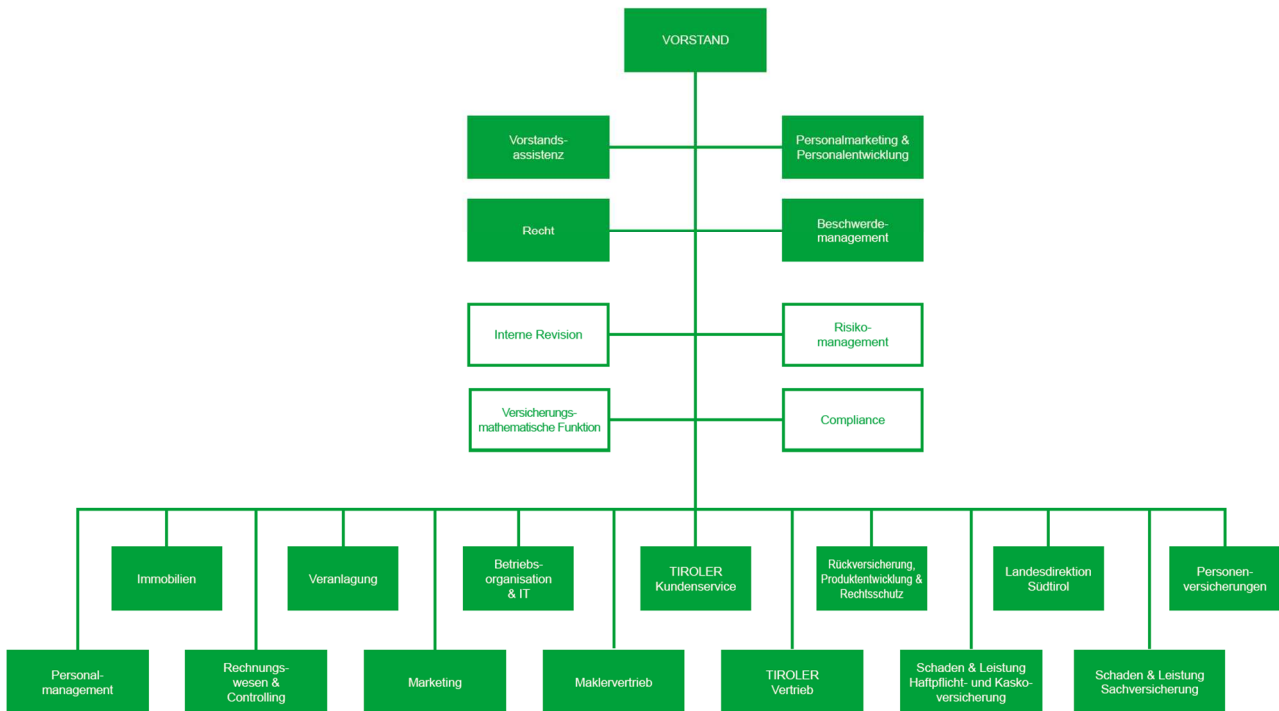 VORSTAND
Vorstands-
assistenz
Personalmarketing &
Personalentwicklung
Recht
Beschwerde-
management
Interne Revision
Risiko-
management
Versicherungs-
mathematische Funktion
Compliance
Immobilien
Veranlagung
Betriebs-
organisation
& IT
TIROLER
Kundenservice
Rückversicherung,
Produktentwicklung &
Rechtsschutz
Landesdirektion
Südtirol
Personen-
versicherungen
Personal-
management
Rechnungs-
wesen &
Controlling
Marketing
Maklervertrieb
TIROLER
Vertrieb
Schaden & Leistung
Haftpflicht- und Kasko-
versicherung
Schaden & Leistung
Sachversicherung